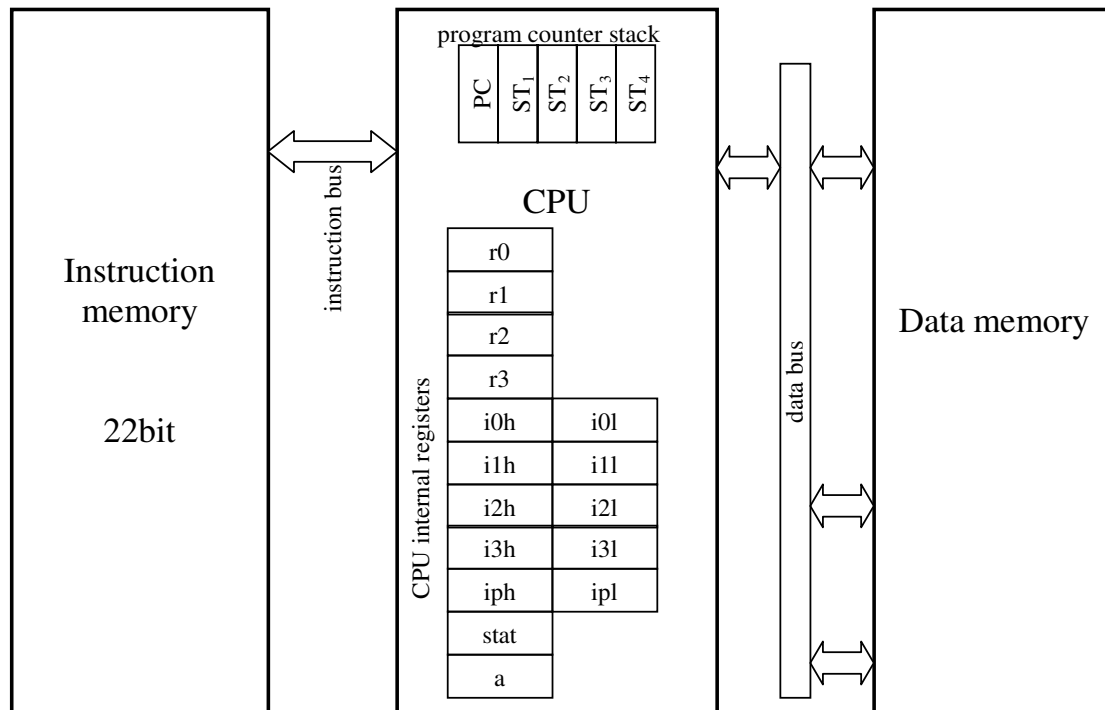 program counter stack
PC
ST1
ST2
ST3
ST4
instruction bus
CPU
Instruction
memory
22bit
CPU internal registers
r0
r1
r2
r3
i0h i0l
i1h i1l
i2h i2l
i3h i3l
iph ipl
stat
a
data bus
Data memory